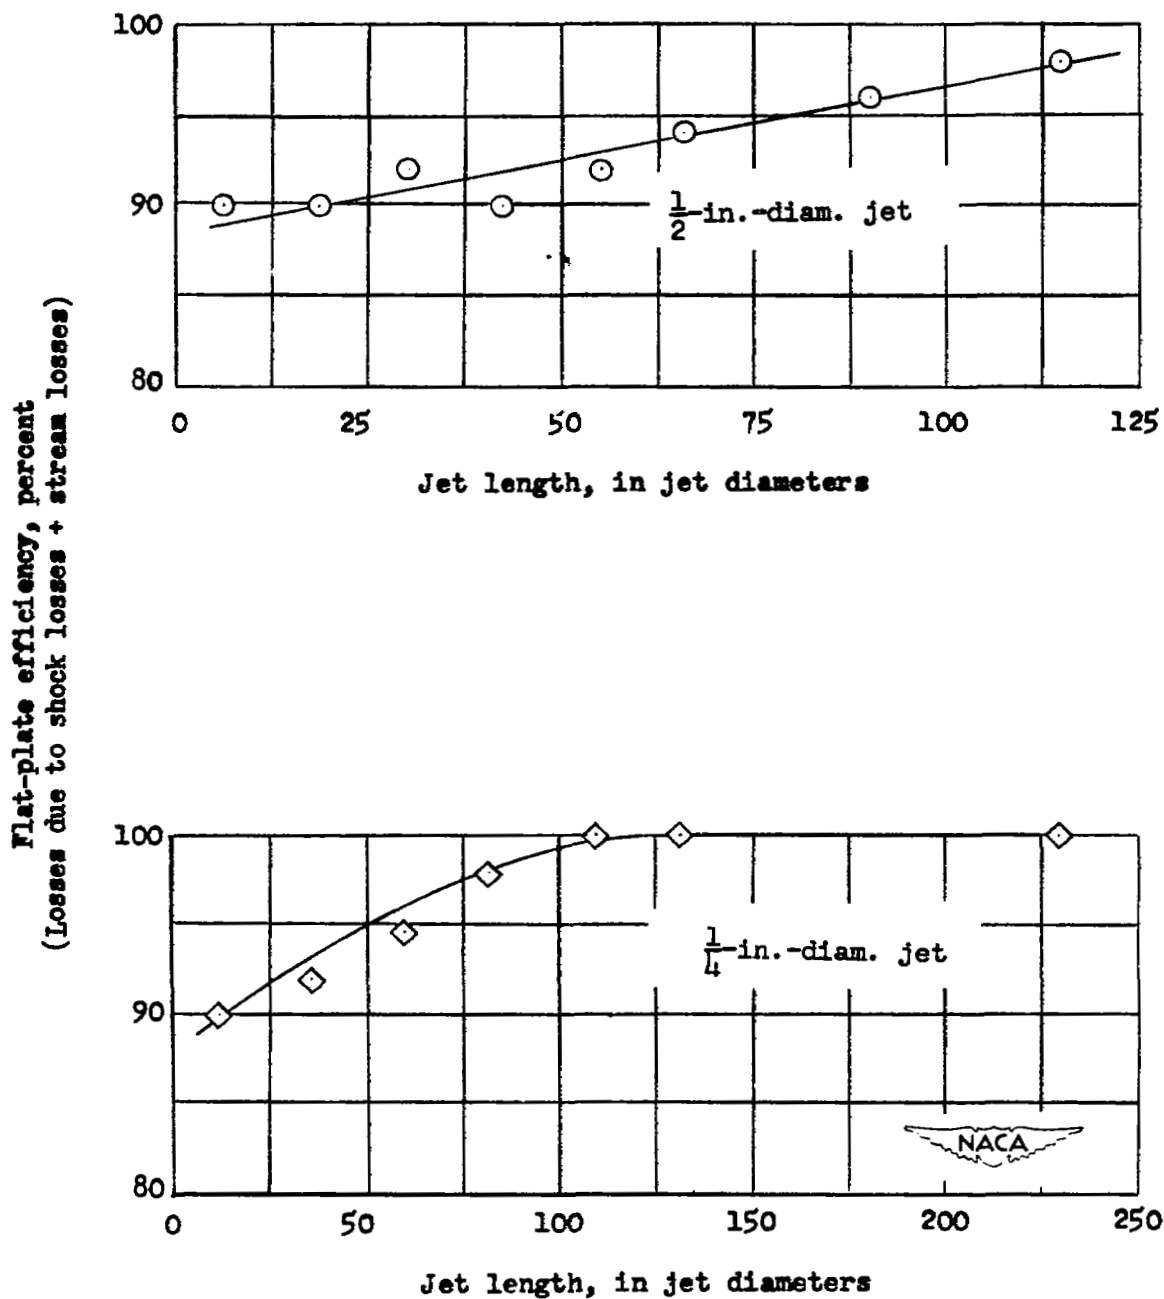 Flat-plate efficiency, percent
(Losses due to shock losses + stream losses)
100
90
80
1/2-in.-diam. jet
0 25 50 75 100 125
Jet length, in jet diameters
100
90
80
1/4-in.-diam. jet
NACA
0 50 100 150 200 250
Jet length, in jet diameters